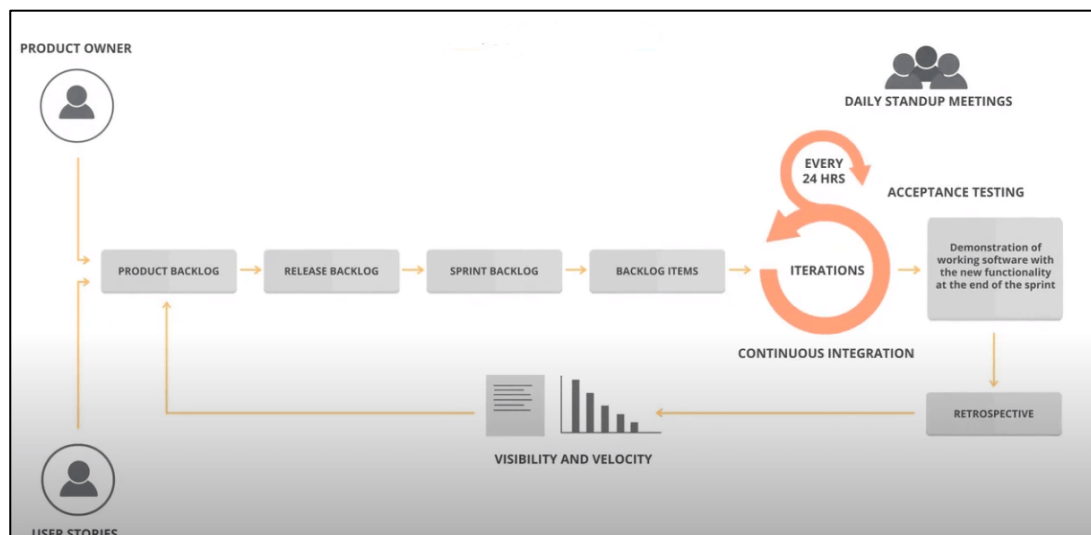 PRODUCT OWNER
DAILY STANDUP MEETINGS
EVERY
24 HRS
ACCEPTANCE TESTING
PRODUCT BACKLOG
RELEASE BACKLOG
SPRINT BACKLOG
BACKLOG ITEMS
ITERATIONS
Demonstration of
working software with
the new functionality
at the end of the sprint
CONTINUOUS INTEGRATION
RETROSPECTIVE
VISIBILITY AND VELOCITY
USER STORIES